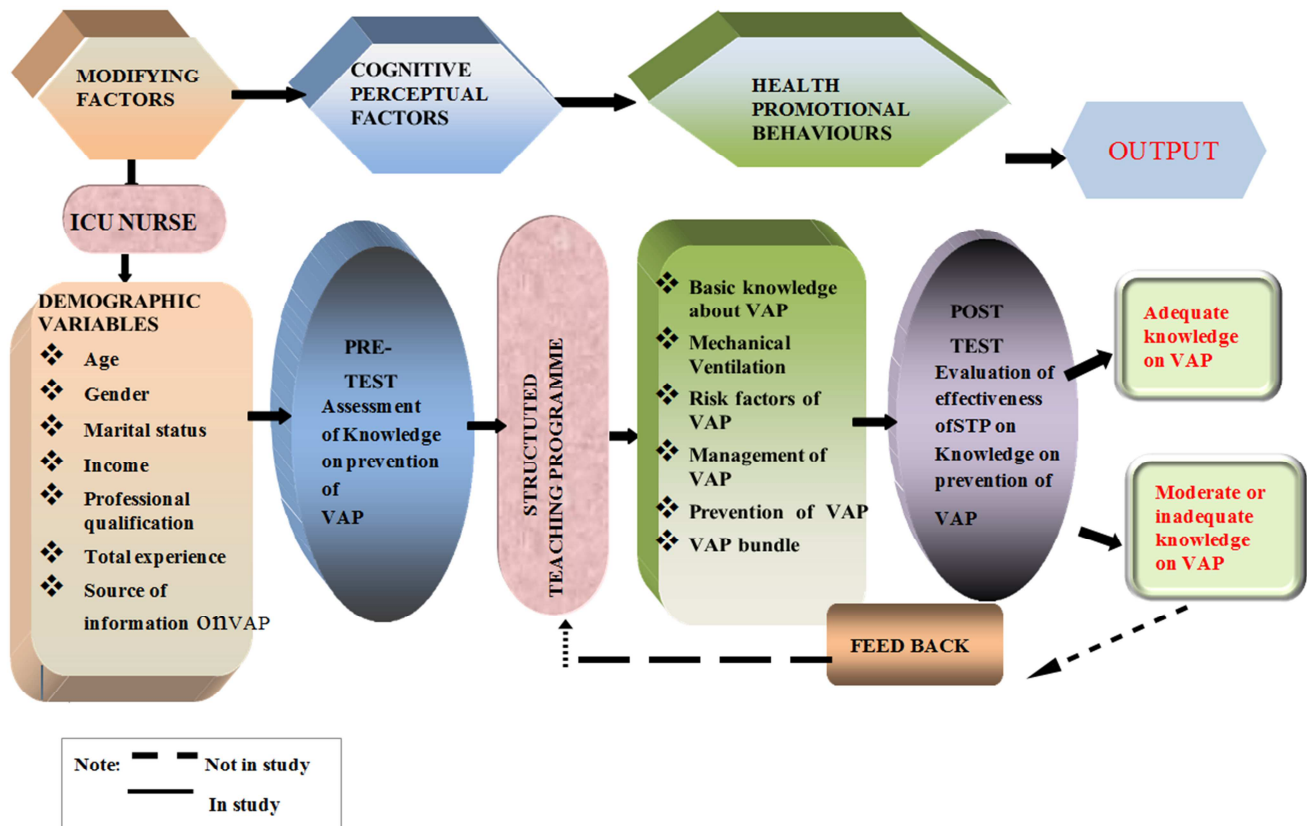 MODIFYING
FACTORS
COGNITIVE
PERCEPTUAL
FACTORS
HEALTH
PROMOTIONAL
BEHAVIOURS
OUTPUT
ICU NURSE
DEMOGRAPHIC
VARIABLES
❖ Age
❖ Gender
❖ Marital status
❖ Income
❖ Professional
qualification
❖ Total experience
❖ Source of
information onVAP
PRE-
TEST
Assessment
of Knowledge
on prevention
of
VAP
STRUCTUTED
TEACHING PROGRAMME
❖ Basic knowledge
about VAP
❖ Mechanical
Ventilation
❖ Risk factors of
VAP
❖ Management of
VAP
❖ Prevention of VAP
❖ VAP bundle
POST
TEST
Evaluation of
effectiveness
ofSTP on
Knowledge on
prevention of
VAP
Adequate
knowledge
on VAP
Moderate or
inadequate
knowledge
on VAP
FEED BACK
Note: Not in study
In study